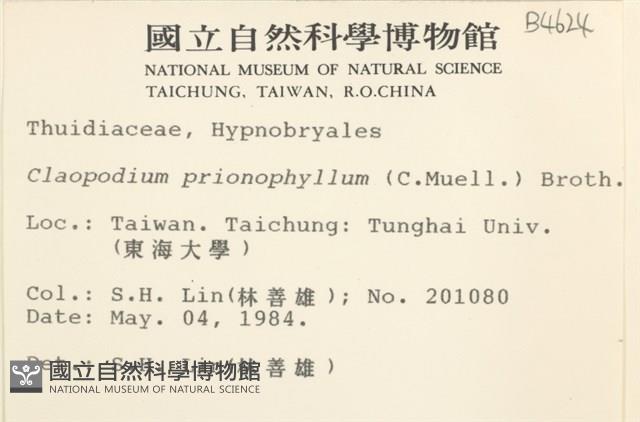 國立自然科學博物館
B4624
NATIONAL MUSEUM OF NATURAL SCIENCE
TAICHUNG, TAIWAN, R.O.CHINA
Thuidiaceae, Hypnobryales
Claopodium prionophyllum (C.Muell.) Broth.
Loc.: Taiwan. Taichung: Tunghai Univ.
(東海大學)
Col.: S.H. Lin(林善雄); No. 201080
Date: May. 04, 1984.
Det.: S.H. Lin(林善雄)
國立自然科學博物館
NATIONAL MUSEUM OF NATURAL SCIENCE